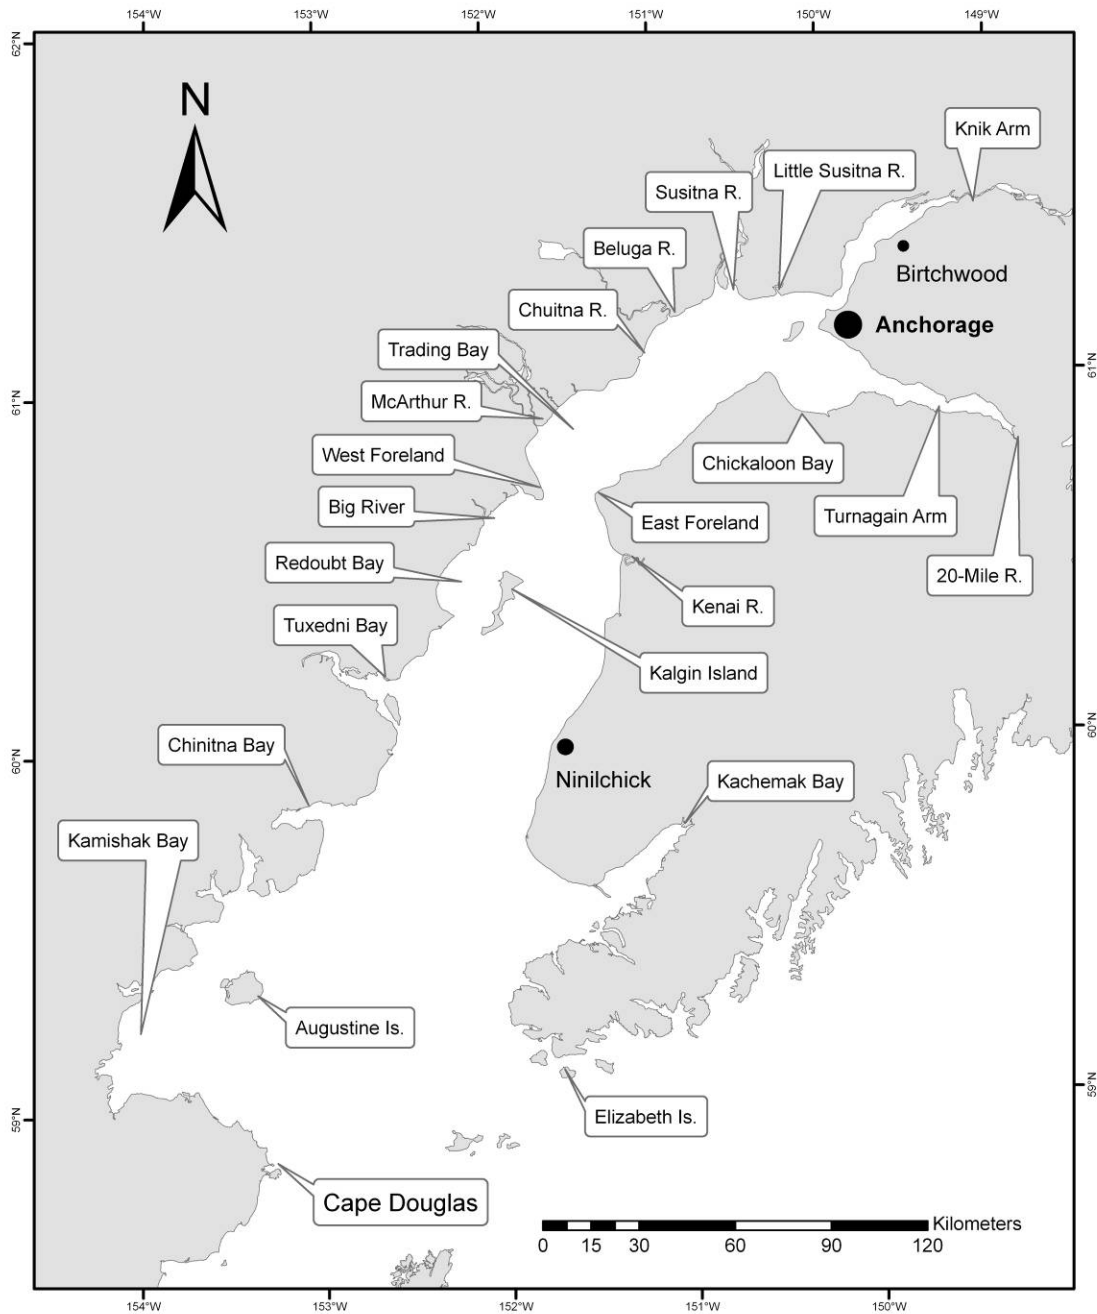 154°W 153°W 152°W 151°W 150°W 149°W
62°N
N
Knik Arm
Little Susitna R.
Susitna R.
Beluga R.
Birtchwood
Chuitna R.
Anchorage
Trading Bay
61°N
McArthur R.
61°N
West Foreland
Chickaloon Bay
Big River
East Foreland
Turnagain Arm
Redoubt Bay
20-Mile R.
Kenai R.
Tuxedni Bay
Kalgin Island
60°N
Chinitna Bay
60°N
Ninilchick
Kachemak Bay
Kamishak Bay
Augustine Is.
59°N
Elizabeth Is.
59°N
Cape Douglas
Kilometers
0 15 30 60 90 120
154°W 153°W 152°W 151°W 150°W